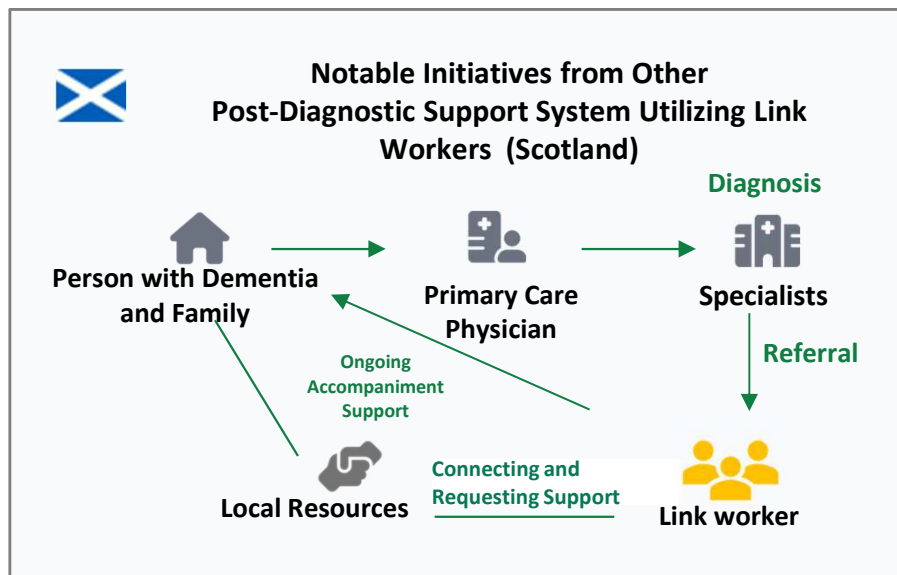 Notable Initiatives from Other
Post-Diagnostic Support System Utilizing Link
Workers (Scotland)
Diagnosis
Person with Dementia
and Family
Primary Care
Physician
Specialists
Referral
Ongoing
Accompaniment
Support
Connecting and
Requesting Support
Local Resources
Link worker